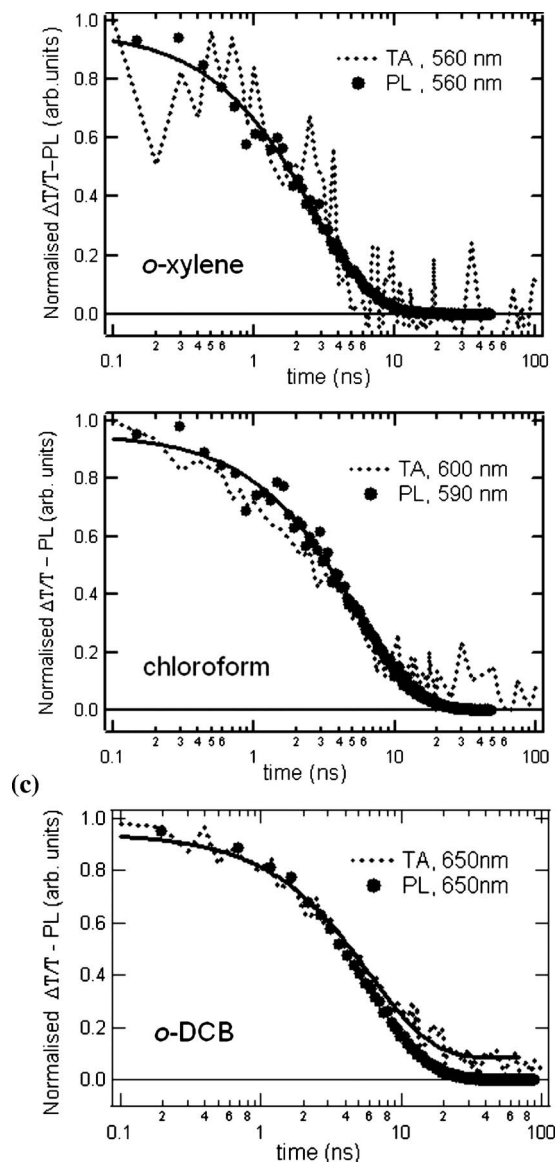 Normalised ΔT/T−PL (arb.units)
1.0
0.8
0.6
0.4
0.2
0.0
TA , 560 nm
PL , 560 nm
o-xylene
0.1 2 3 4 5 6 1 2 3 4 5 6 10 2 3 4 5 6 100
time (ns)
Normalised ΔT/T − PL (arb. units)
1.0
0.8
0.6
0.4
0.2
0.0
TA, 600 nm
PL, 590 nm
chloroform
0.1 2 3 4 5 6 1 2 3 4 5 6 10 2 3 4 5 6 100
time (ns)
(c)
Normalised ΔT/T - PL (arb. units)
1.0
0.8
0.6
0.4
0.2
0.0
TA, 650nm
PL, 650nm
o-DCB
0.1 2 4 6 8 1 2 4 6 8 10 2 4 6 8 100
time (ns)